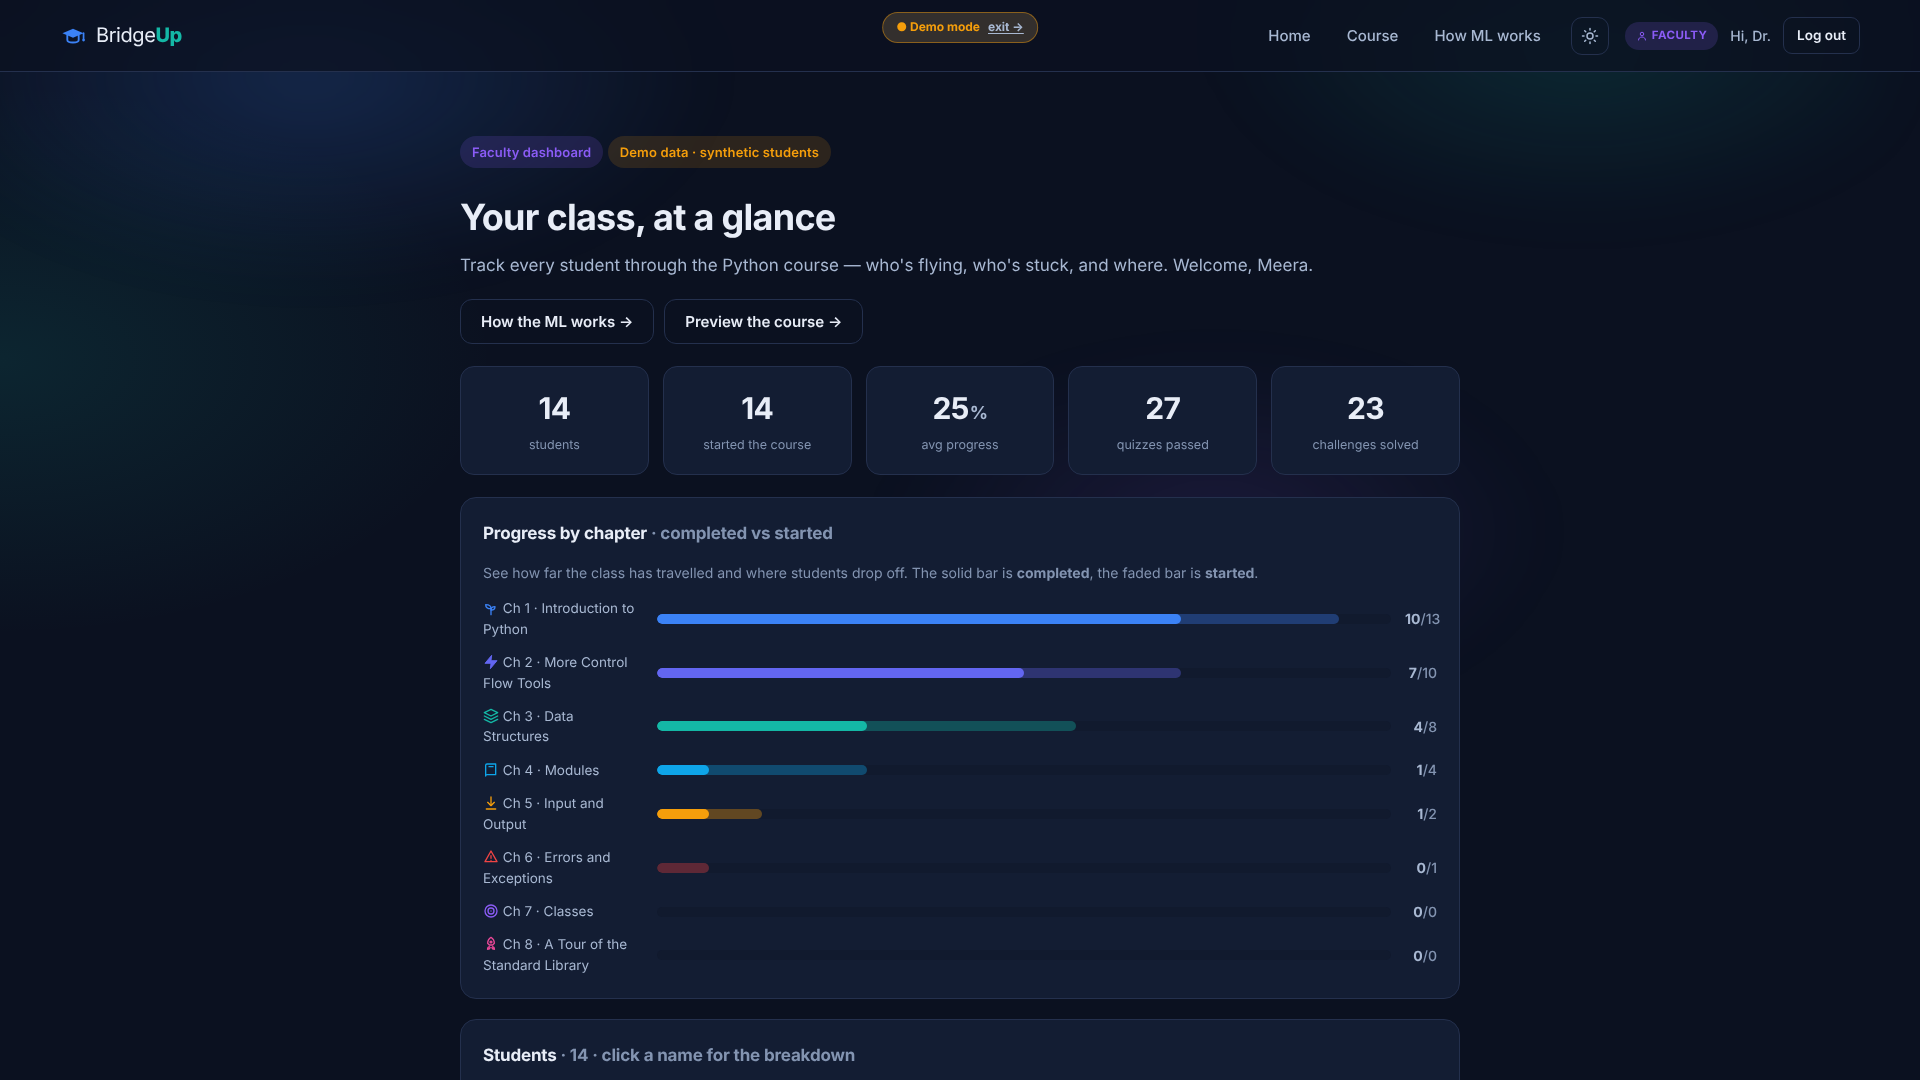 BridgeUp
Demo mode exit →
Home
Course
How ML works
FACULTY
Hi, Dr.
Log out
Faculty dashboard
Demo data · synthetic students
Your class, at a glance
Track every student through the Python course — who's flying, who's stuck, and where. Welcome, Meera.
How the ML works →
Preview the course →
14
students
14
started the course
25%
avg progress
27
quizzes passed
23
challenges solved
Progress by chapter · completed vs started
See how far the class has travelled and where students drop off. The solid bar is completed, the faded bar is started.
Ch 1 · Introduction to
Python
10/13
Ch 2 · More Control
Flow Tools
7/10
Ch 3 · Data
Structures
4/8
Ch 4 · Modules
1/4
Ch 5 · Input and
Output
1/2
Ch 6 · Errors and
Exceptions
0/1
Ch 7 · Classes
0/0
Ch 8 · A Tour of the
Standard Library
0/0
Students · 14 · click a name for the breakdown